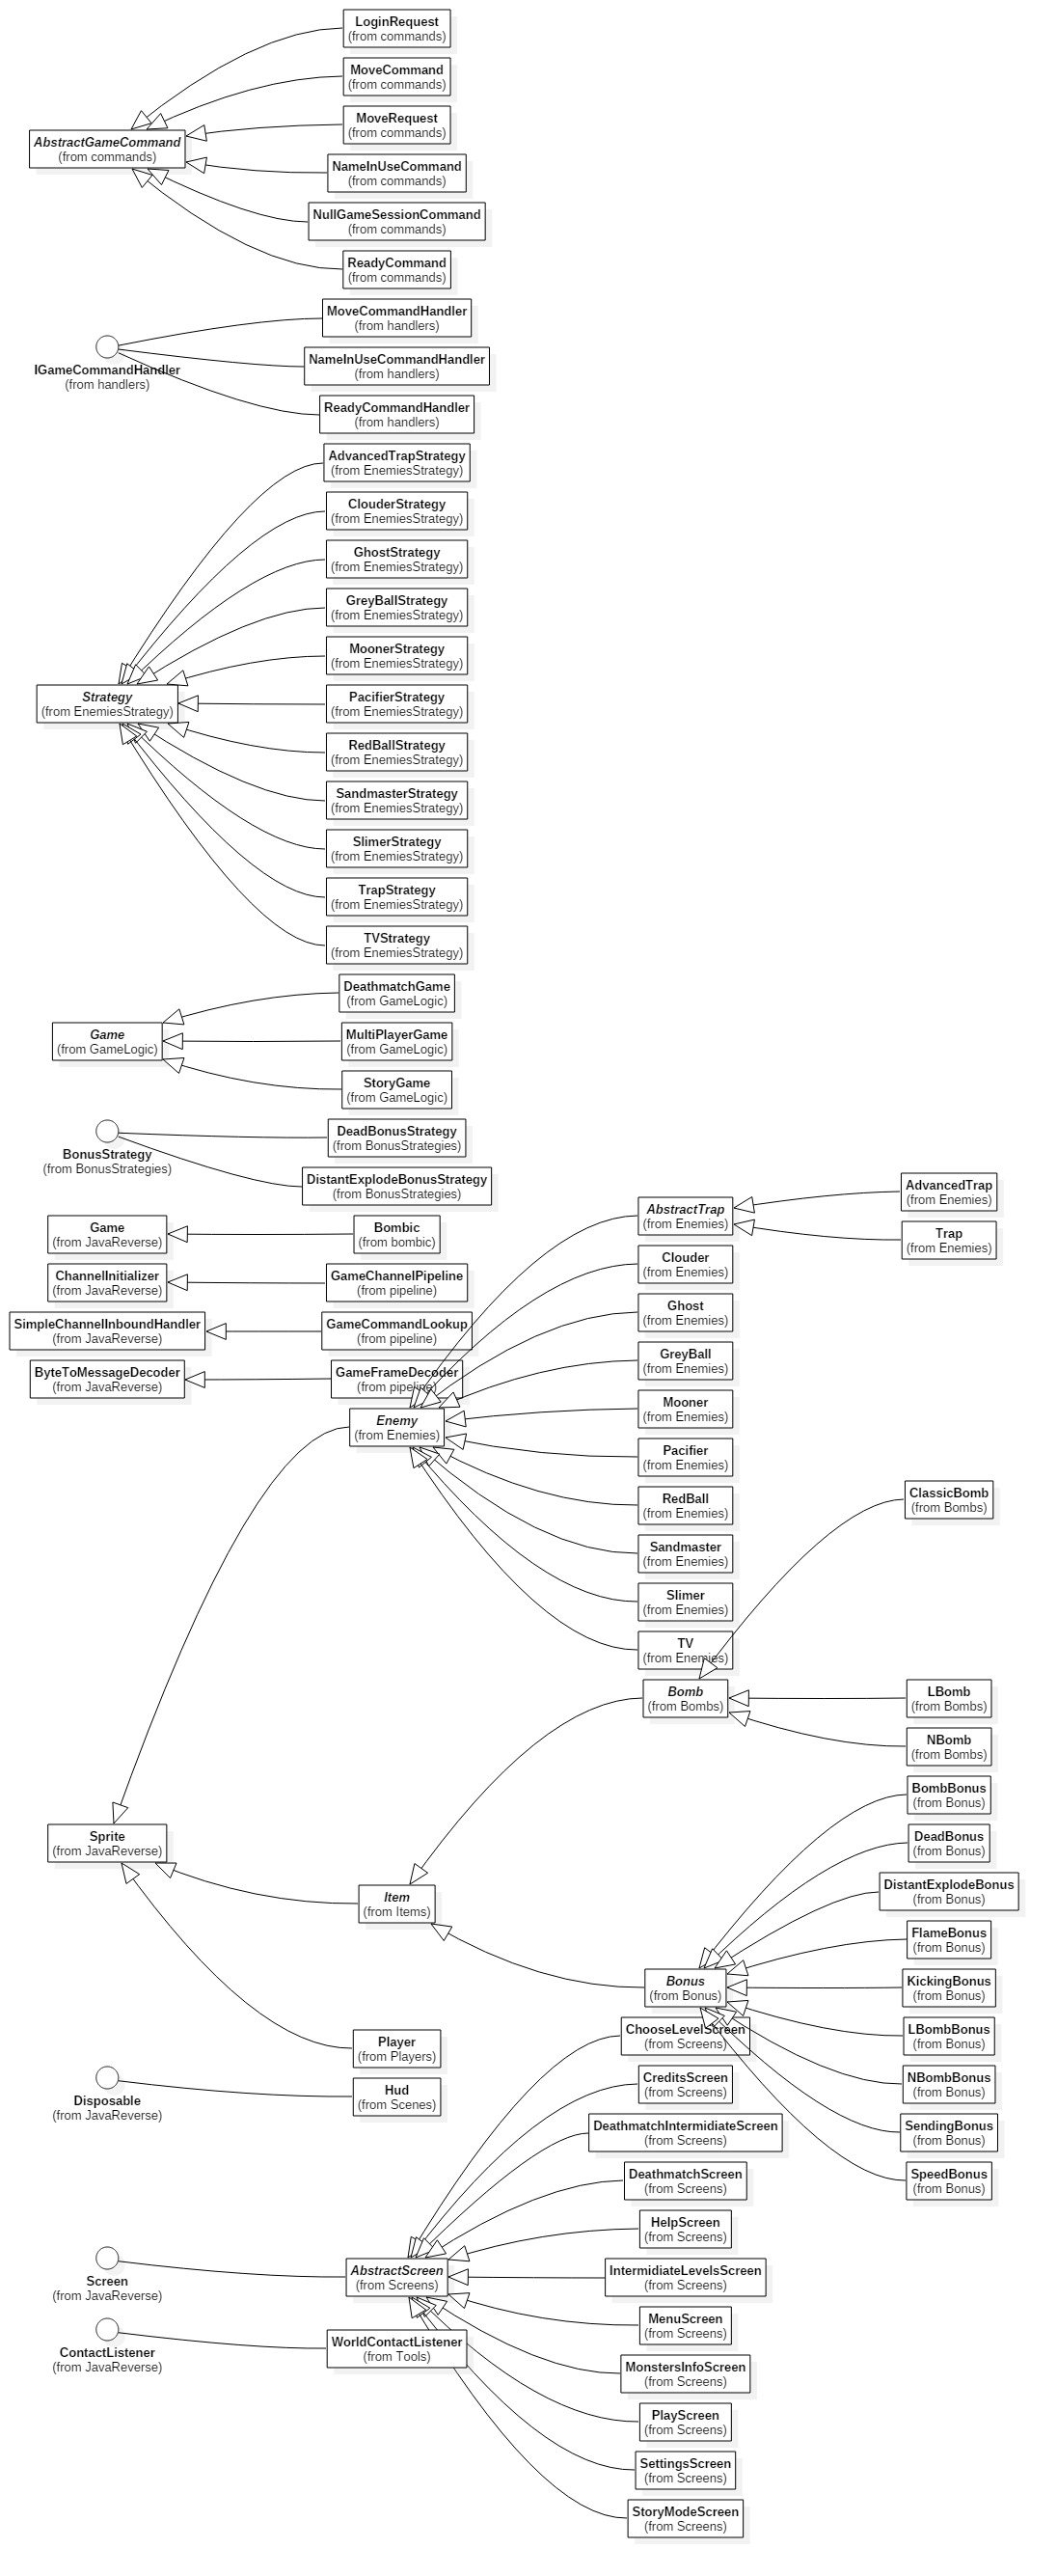 LoginRequest
(from commands)
MoveCommand
(from commands)
MoveRequest
(from commands)
AbstractGameCommand
(from commands)
NameInUseCommand
(from commands)
NullGameSessionCommand
(from commands)
ReadyCommand
(from commands)
MoveCommandHandler
(from handlers)
IGameCommandHandler
(from handlers)
NameInUseCommandHandler
(from handlers)
ReadyCommandHandler
(from handlers)
AdvancedTrapStrategy
(from EnemiesStrategy)
ClouderStrategy
(from EnemiesStrategy)
GhostStrategy
(from EnemiesStrategy)
GreyBallStrategy
(from EnemiesStrategy)
MoonerStrategy
(from EnemiesStrategy)
Strategy
(from EnemiesStrategy)
PacifierStrategy
(from EnemiesStrategy)
RedBallStrategy
(from EnemiesStrategy)
SandmasterStrategy
(from EnemiesStrategy)
SlimerStrategy
(from EnemiesStrategy)
TrapStrategy
(from EnemiesStrategy)
TVStrategy
(from EnemiesStrategy)
DeathmatchGame
(from GameLogic)
Game
(from GameLogic)
MultiPlayerGame
(from GameLogic)
StoryGame
(from GameLogic)
BonusStrategy
(from BonusStrategies)
DeadBonusStrategy
(from BonusStrategies)
DistantExplodeBonusStrategy
(from BonusStrategies)
AbstractTrap
(from Enemies)
AdvancedTrap
(from Enemies)
Trap
(from Enemies)
Game
(from JavaReverse)
Bombic
(from bombic)
Clouder
(from Enemies)
ChannelInitializer
(from JavaReverse)
GameChannelPipeline
(from pipeline)
Ghost
(from Enemies)
SimpleChannelInboundHandler
(from JavaReverse)
GameCommandLookup
(from pipeline)
GreyBall
(from Enemies)
ByteToMessageDecoder
(from JavaReverse)
GameFrameDecoder
(from pipeline)
Mooner
(from Enemies)
Enemy
(from Enemies)
Pacifier
(from Enemies)
RedBall
(from Enemies)
ClassicBomb
(from Bombs)
Sandmaster
(from Enemies)
Slimer
(from Enemies)
TV
(from Enemies)
Bomb
(from Bombs)
LBomb
(from Bombs)
NBomb
(from Bombs)
BombBonus
(from Bonus)
Sprite
(from JavaReverse)
DeadBonus
(from Bonus)
Item
(from Items)
DistantExplodeBonus
(from Bonus)
FlameBonus
(from Bonus)
Bonus
(from Bonus)
KickingBonus
(from Bonus)
Player
(from Players)
ChooseLevelScreen
(from Screens)
LBombBonus
(from Bonus)
Disposable
(from JavaReverse)
Hud
(from Scenes)
CreditsScreen
(from Screens)
NBombBonus
(from Bonus)
DeathmatchIntermidiateScreen
(from Screens)
SendingBonus
(from Bonus)
DeathmatchScreen
(from Screens)
SpeedBonus
(from Bonus)
HelpScreen
(from Screens)
Screen
(from JavaReverse)
AbstractScreen
(from Screens)
IntermidiateLevelsScreen
(from Screens)
MenuScreen
(from Screens)
ContactListener
(from JavaReverse)
WorldContactListener
(from Tools)
MonstersInfoScreen
(from Screens)
PlayScreen
(from Screens)
SettingsScreen
(from Screens)
StoryModeScreen
(from Screens)